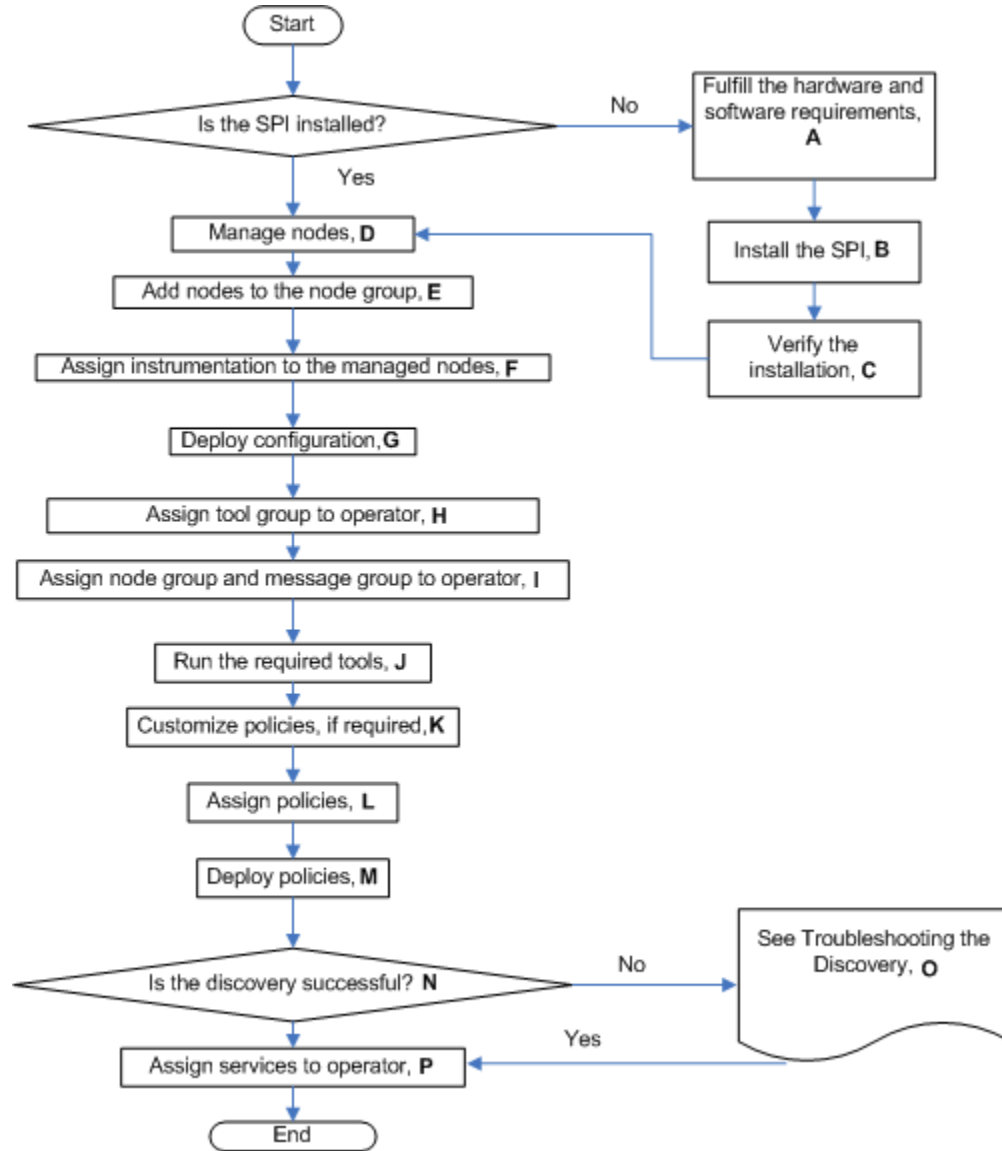 Start
Is the SPI installed?
No
Fulfill the hardware and
software requirements,
A
Yes
Manage nodes, D
Install the SPI, B
Add nodes to the node group, E
Verify the
installation, C
Assign instrumentation to the managed nodes, F
Deploy configuration, G
Assign tool group to operator, H
Assign node group and message group to operator, I
Run the required tools, J
Customize policies, if required, K
Assign policies, L
Deploy policies, M
Is the discovery successful? N
No
See Troubleshooting the
Discovery, O
Yes
Assign services to operator, P
End